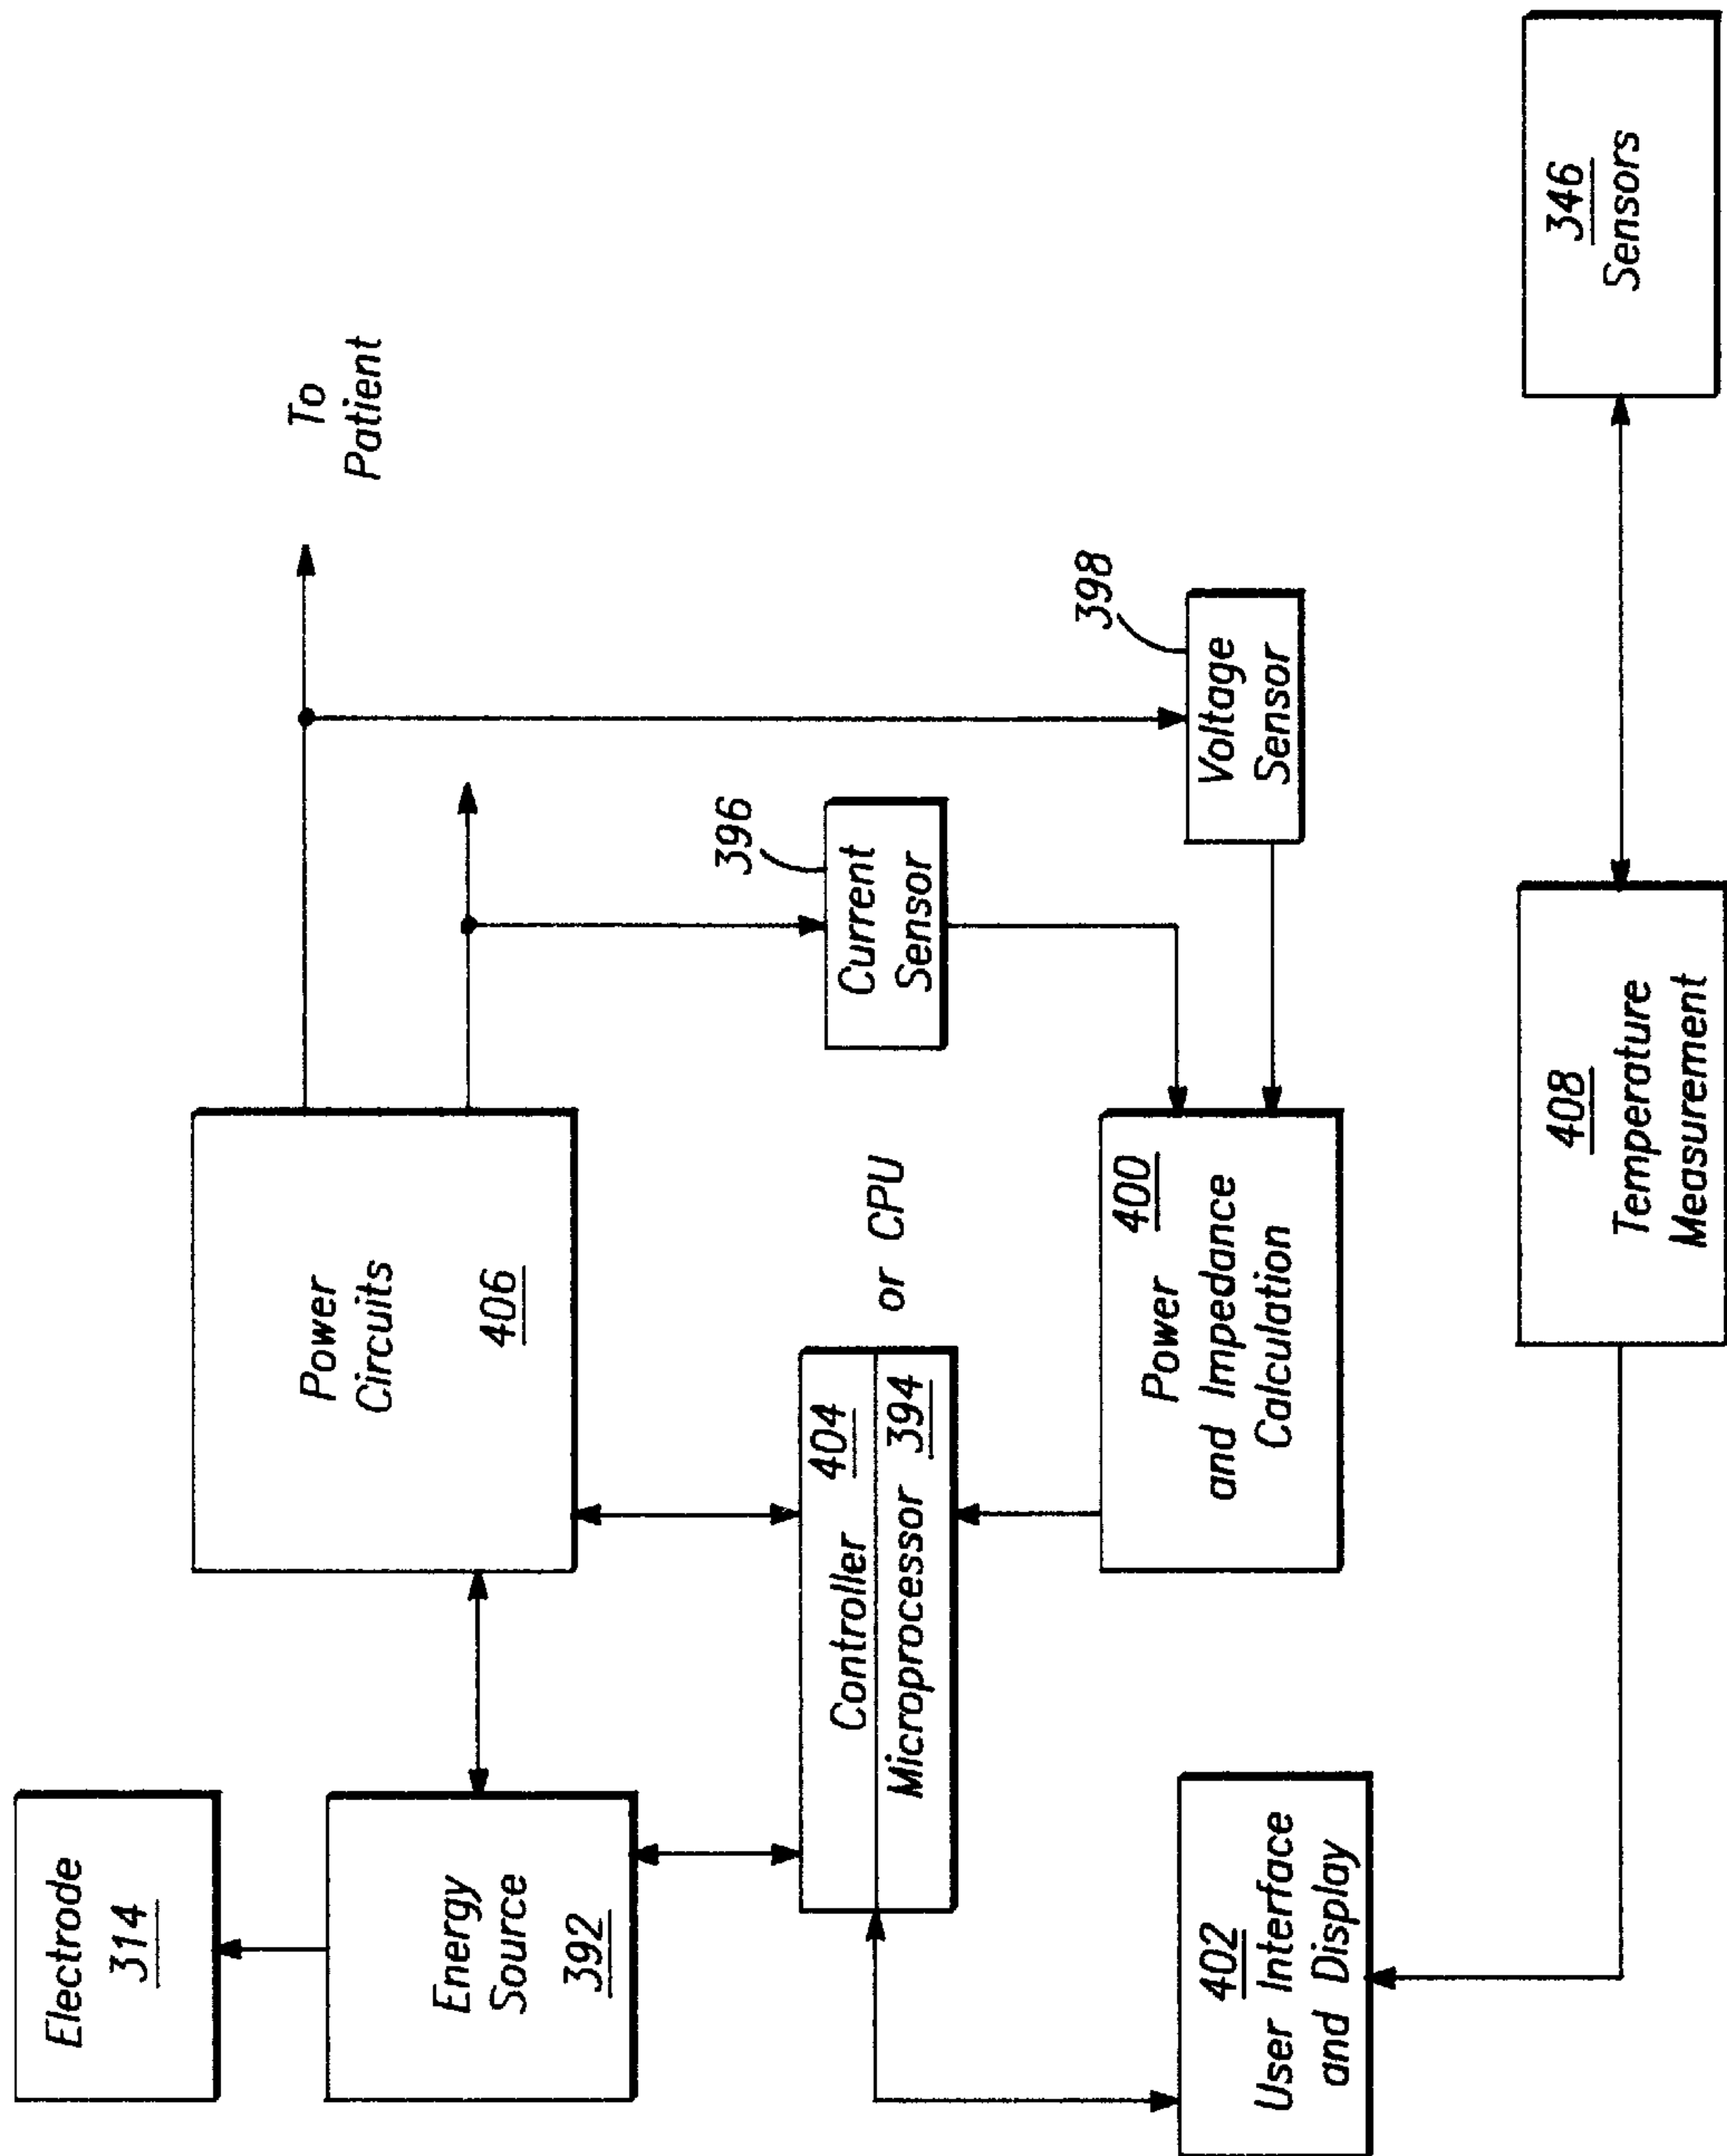 Electrode
314
Energy
Source
392
Power
Circuits
406
To
Patient
Controller 404
Microprocessor 394
or CPU
396
Current
Sensor
398
Voltage
Sensor
400
Power
and Impedance
Calculation
402
User Interface
and Display
408
Temperature
Measurement
346
Sensors